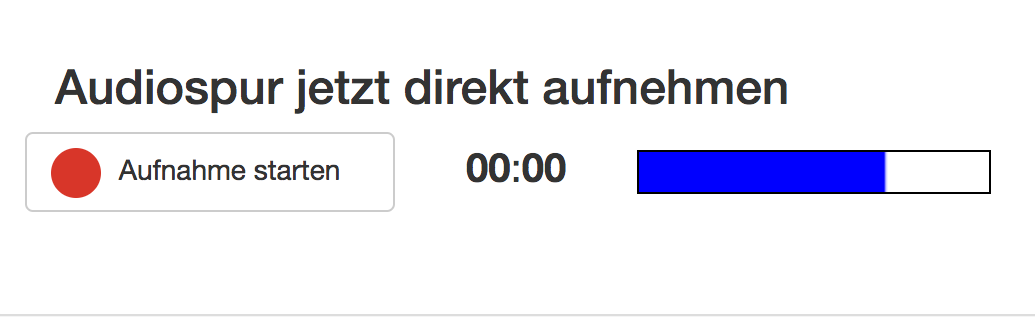 Audiospur jetzt direkt aufnehmen
Aufnahme starten 00:00